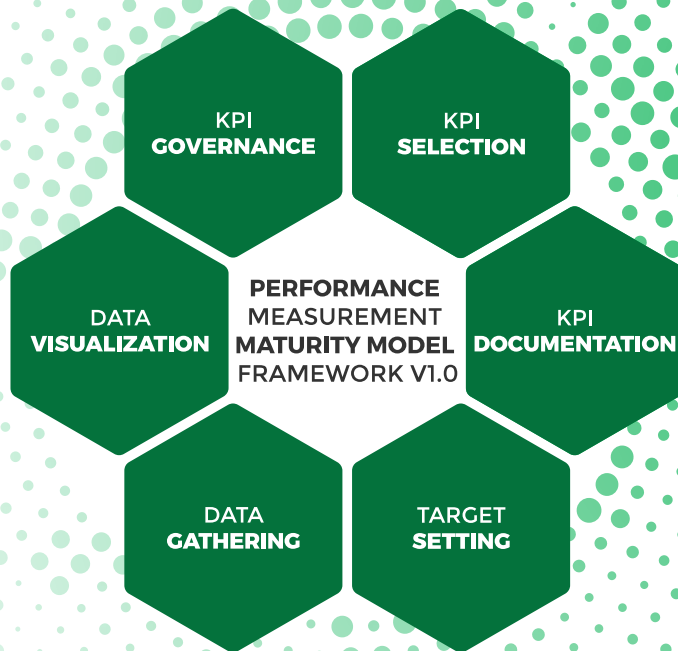 KPI
GOVERNANCE
KPI
SELECTION
DATA
VISUALIZATION
PERFORMANCE
MEASUREMENT
MATURITY MODEL
FRAMEWORK V1.0
KPI
DOCUMENTATION
DATA
GATHERING
TARGET
SETTING